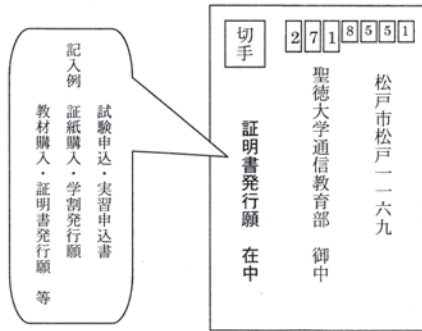 切手
2718551
松戸市松戸一一六九
聖徳大学通信教育部 御中
証明書発行願 在中
記入例
試験申込・実習申込書
証紙購入・学割発行願
教材購入・証明書発行願 等